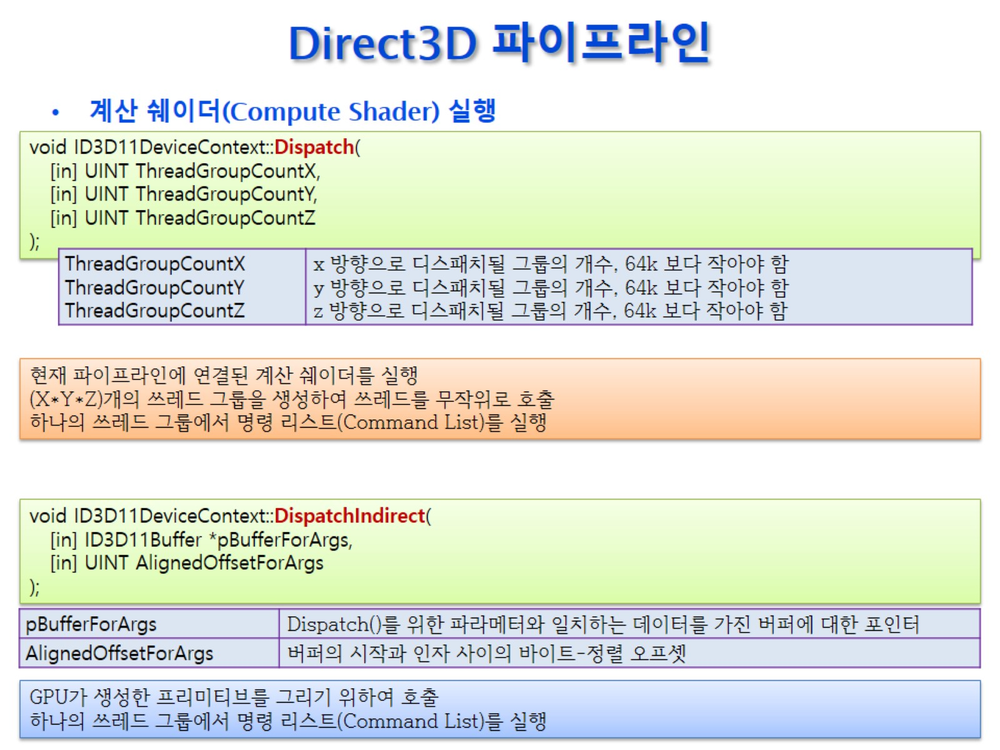 Direct3D 파이프라인
• 계산 쉐이더(Compute Shader) 실행
void ID3D11DeviceContext::Dispatch(
[in] UINT ThreadGroupCountX,
[in] UINT ThreadGroupCountY,
[in] UINT ThreadGroupCountZ
);
ThreadGroupCountX x 방향으로 디스패치될 그룹의 개수, 64k 보다 작아야 함
ThreadGroupCountY y 방향으로 디스패치될 그룹의 개수, 64k 보다 작아야 함
ThreadGroupCountZ z 방향으로 디스패치될 그룹의 개수, 64k 보다 작아야 함
현재 파이프라인에 연결된 계산 쉐이더를 실행
(X*Y*Z)개의 쓰레드 그룹을 생성하여 쓰레드를 무작위로 호출
하나의 쓰레드 그룹에서 명령 리스트(Command List)를 실행
void ID3D11DeviceContext::DispatchIndirect(
[in] ID3D11Buffer *pBufferForArgs,
[in] UINT AlignedOffsetForArgs
);
pBufferForArgs Dispatch()를 위한 파라메터와 일치하는 데이터를 가진 버퍼에 대한 포인터
AlignedOffsetForArgs 버퍼의 시작과 인자 사이의 바이트-정렬 오프셋
GPU가 생성한 프리미티브를 그리기 위하여 호출
하나의 쓰레드 그룹에서 명령 리스트(Command List)를 실행